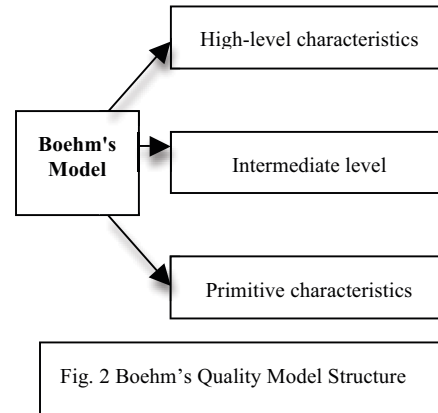 High-level characteristics
Boehm's
Model
Intermediate level
Primitive characteristics
Fig. 2 Boehm’s Quality Model Structure